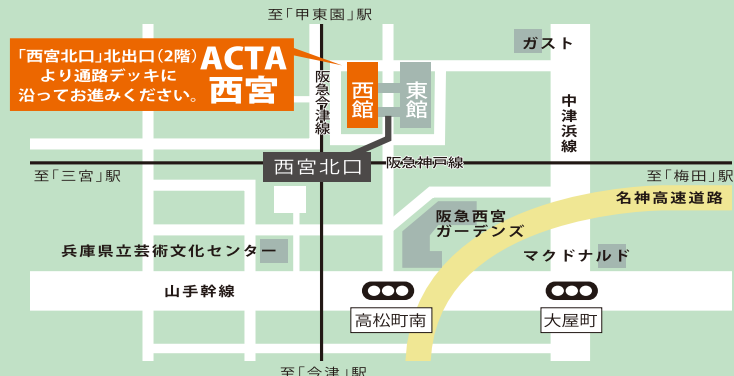 至「甲東園」駅
「西宮北口」北出口(2階)
より通路デッキに
沿ってお進みください。
ACTA
西宮
阪急今津線
西館
東館
ガスト
中津浜線
西宮北口
阪急神戸線
至「三宮」駅
至「梅田」駅
名神高速道路
阪急西宮
ガーデンズ
兵庫県立芸術文化センター
マクドナルド
山手幹線
高松町南
大屋町
至「今津」駅